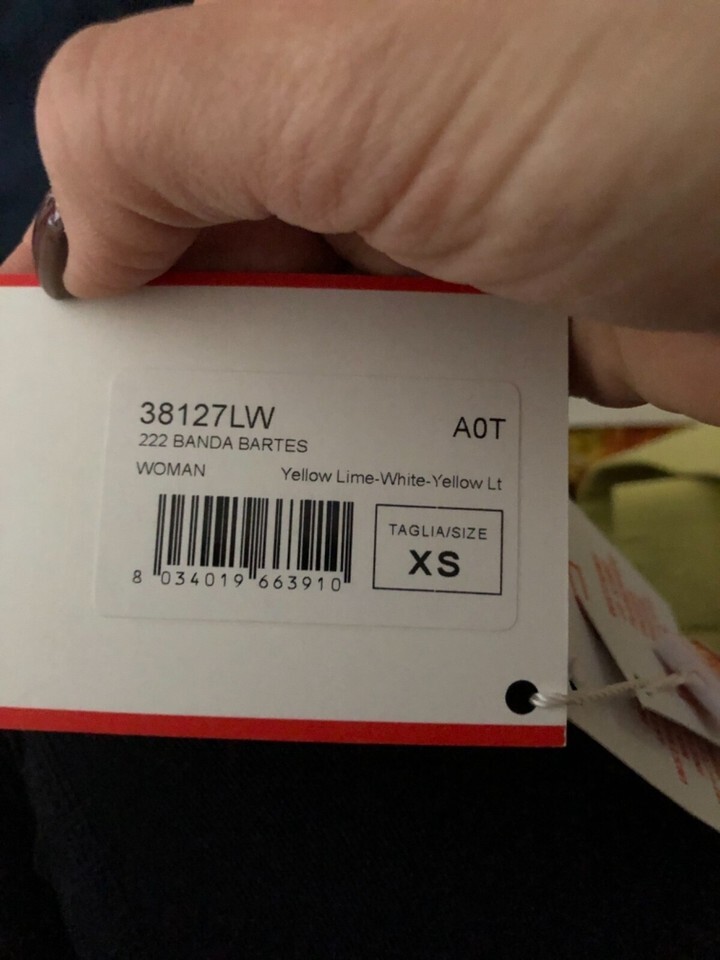 38127LW
A0T
222 BANDA BARTES
WOMAN
Yellow Lime-White-Yellow Lt
TAGLIA/SIZE
XS
8 034019 663910